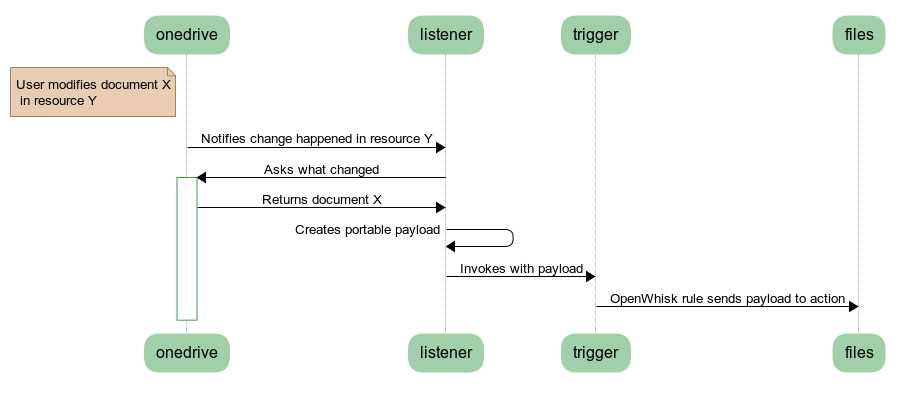 onedrive listener trigger files
User modifies document X
in resource Y
Notifies change happened in resource Y
Asks what changed
Returns document X
Creates portable payload
Invokes with payload
OpenWhisk rule sends payload to action
onedrive listener trigger files